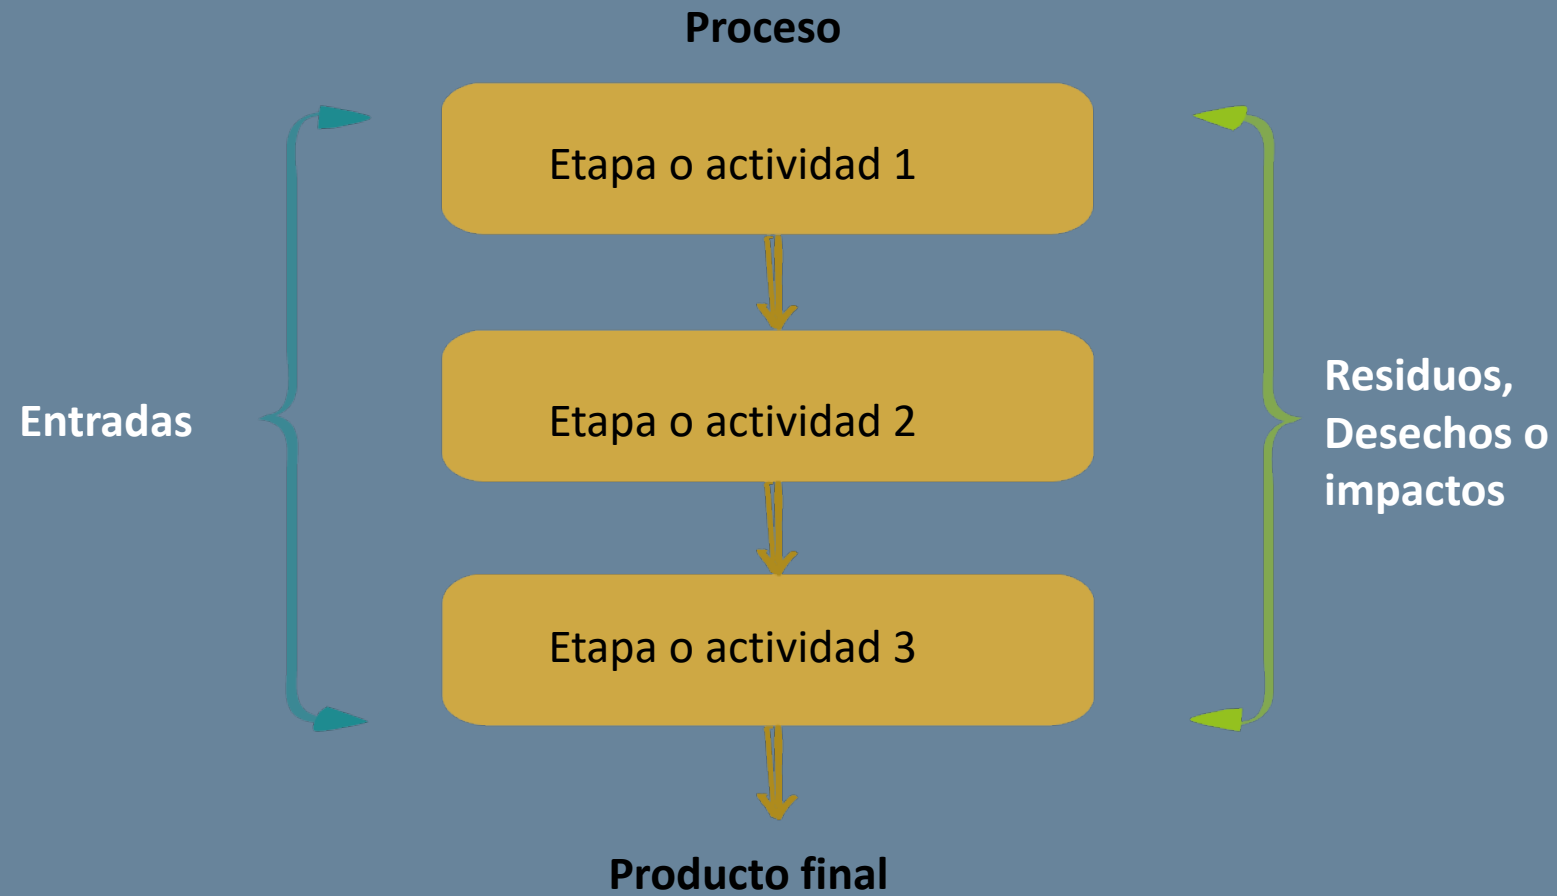 Proceso
Etapa o actividad 1
Etapa o actividad 2
Etapa o actividad 3
Entradas
Residuos,
Desechos o
impactos
Producto final